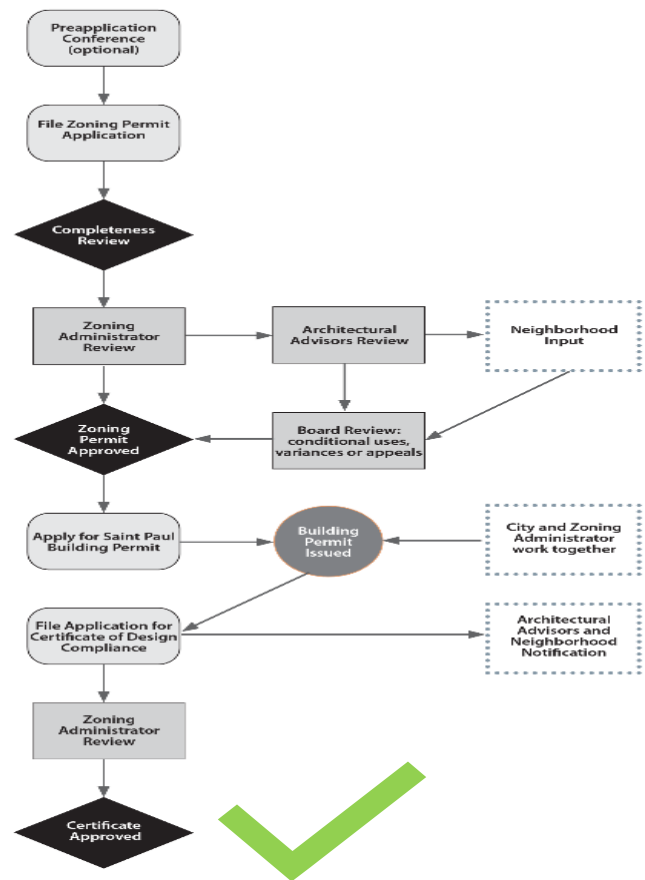 Preapplication
Conference
(optional)
File Zoning Permit
Application
Completeness
Review
Zoning
Administrator
Review
Architectural
Advisors Review
Neighborhood
Input
Zoning
Permit
Approved
Board Review:
conditional uses,
variances or appeals
Apply for Saint Paul
Building Permit
Building
Permit
Issued
City and Zoning
Administrator
work together
File Application for
Certificate of Design
Compliance
Architectural
Advisors and
Neighborhood
Notification
Zoning
Administrator
Review
Certificate
Approved